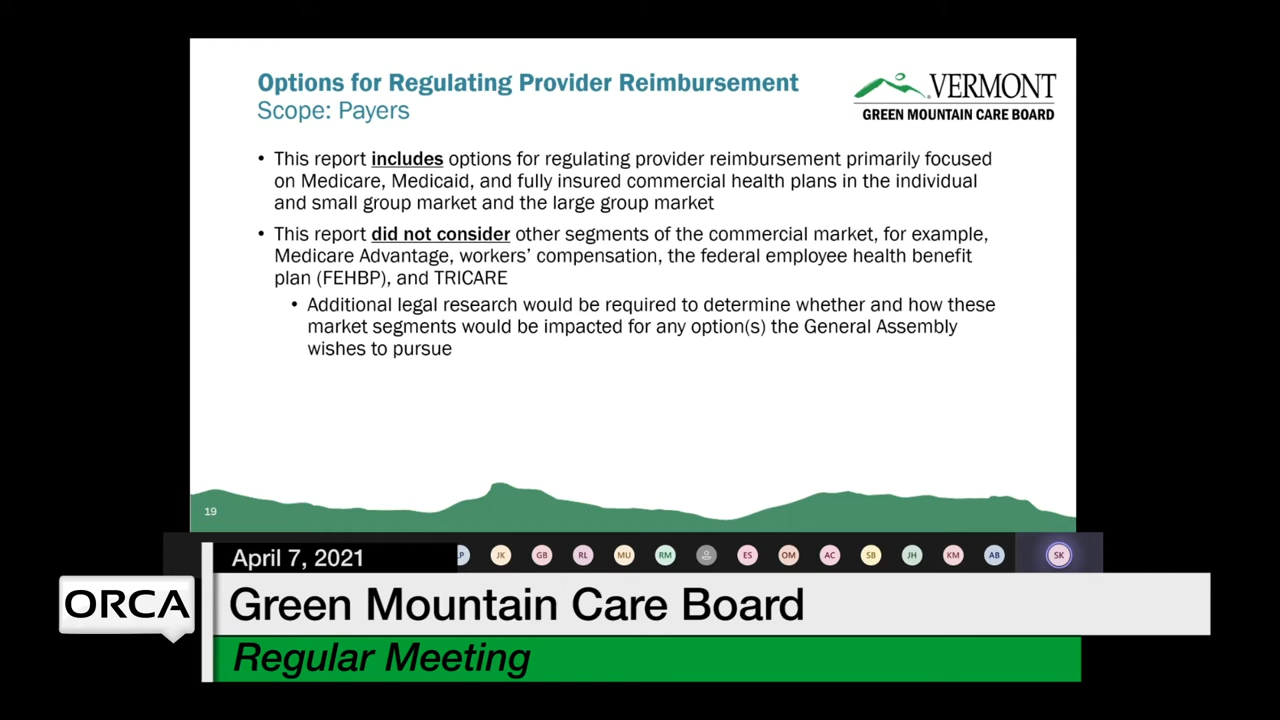 Options for Regulating Provider Reimbursement
Scope: Payers
VERMONT
GREEN MOUNTAIN CARE BOARD
• This report includes options for regulating provider reimbursement primarily focused
on Medicare, Medicaid, and fully insured commercial health plans in the individual
and small group market and the large group market
• This report did not consider other segments of the commercial market, for example,
Medicare Advantage, workers’ compensation, the federal employee health benefit
plan (FEHBP), and TRICARE
• Additional legal research would be required to determine whether and how these
market segments would be impacted for any option(s) the General Assembly
wishes to pursue
19
JK GB RL MU RM ES OM AC SB JH KM AB SK
April 7, 2021
ORCA
Green Mountain Care Board
Regular Meeting